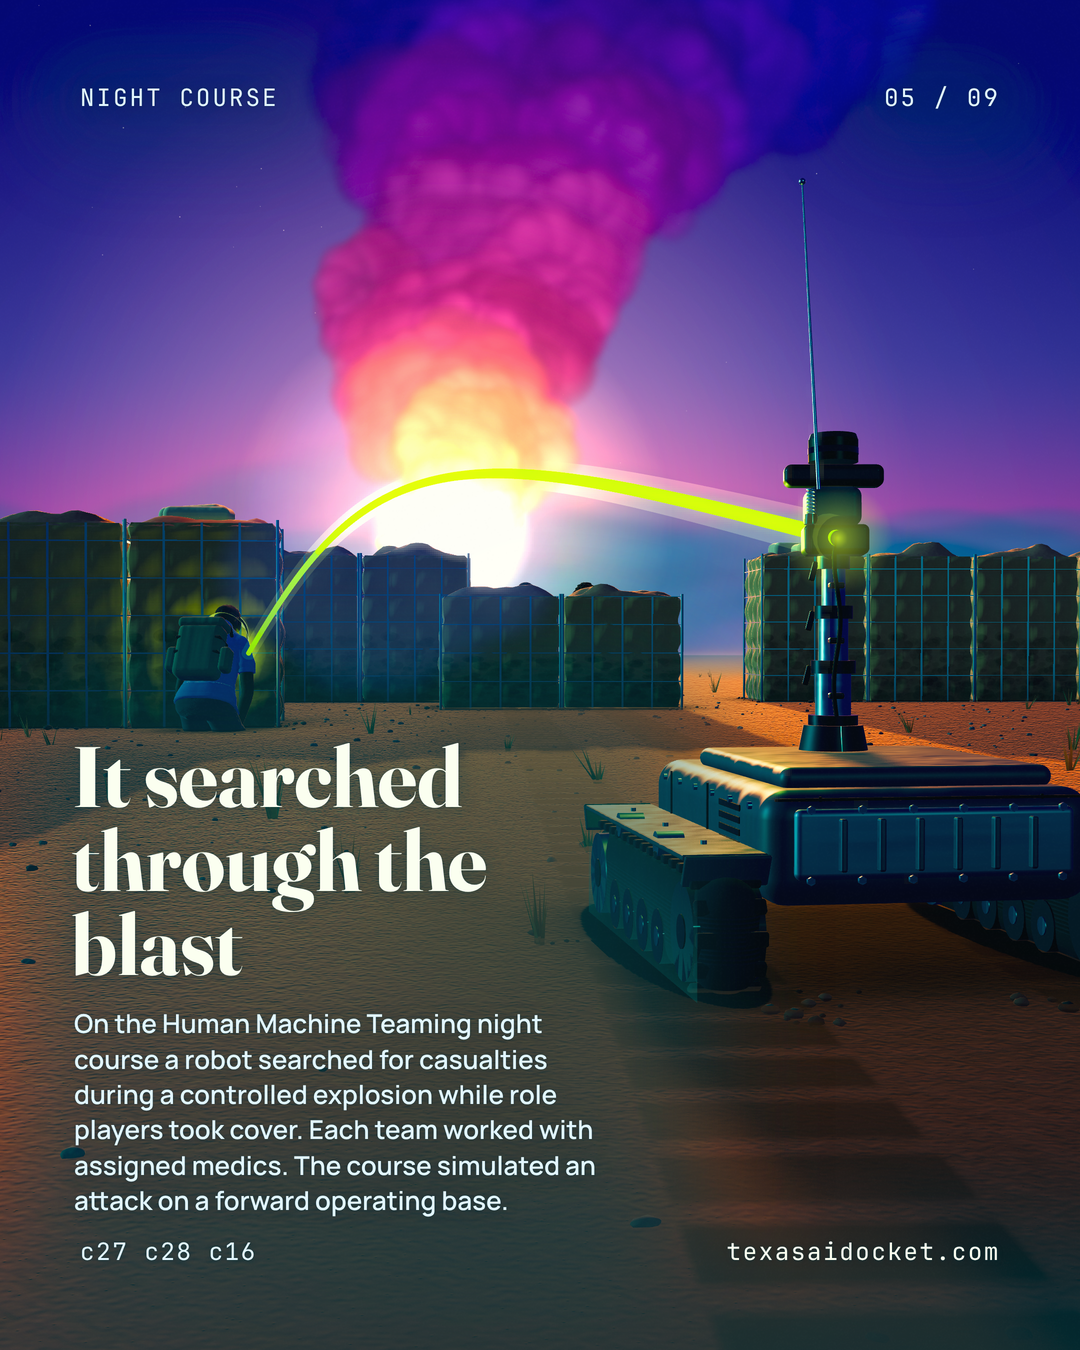 NIGHT COURSE
05 / 09
It searched
through the
blast
On the Human Machine Teaming night
course a robot searched for casualties
during a controlled explosion while role
players took cover. Each team worked with
assigned medics. The course simulated an
attack on a forward operating base.
c27 c28 c16
texasaidocket.com